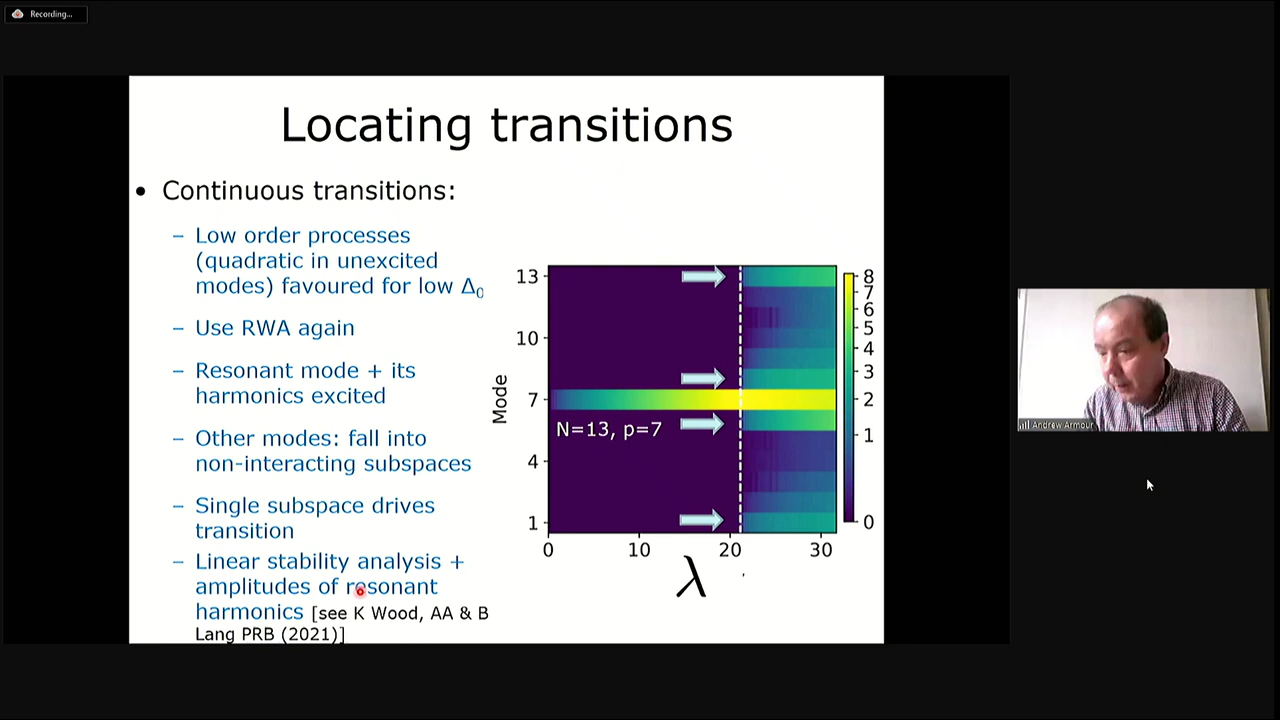 Recording...
Locating transitions
• Continuous transitions:
– Low order processes
(quadratic in unexcited
modes) favoured for low Δ₀
– Use RWA again
– Resonant mode + its
harmonics excited
– Other modes: fall into
non-interacting subspaces
– Single subspace drives
transition
– Linear stability analysis +
amplitudes of resonant
harmonics [see K Wood, AA & B
Lang PRB (2021)]
Mode
13
10
7
4
1
N=13, p=7
0 10 20 30
λ
8
7
6
5
4
3
2
1
0
Andrew Armour